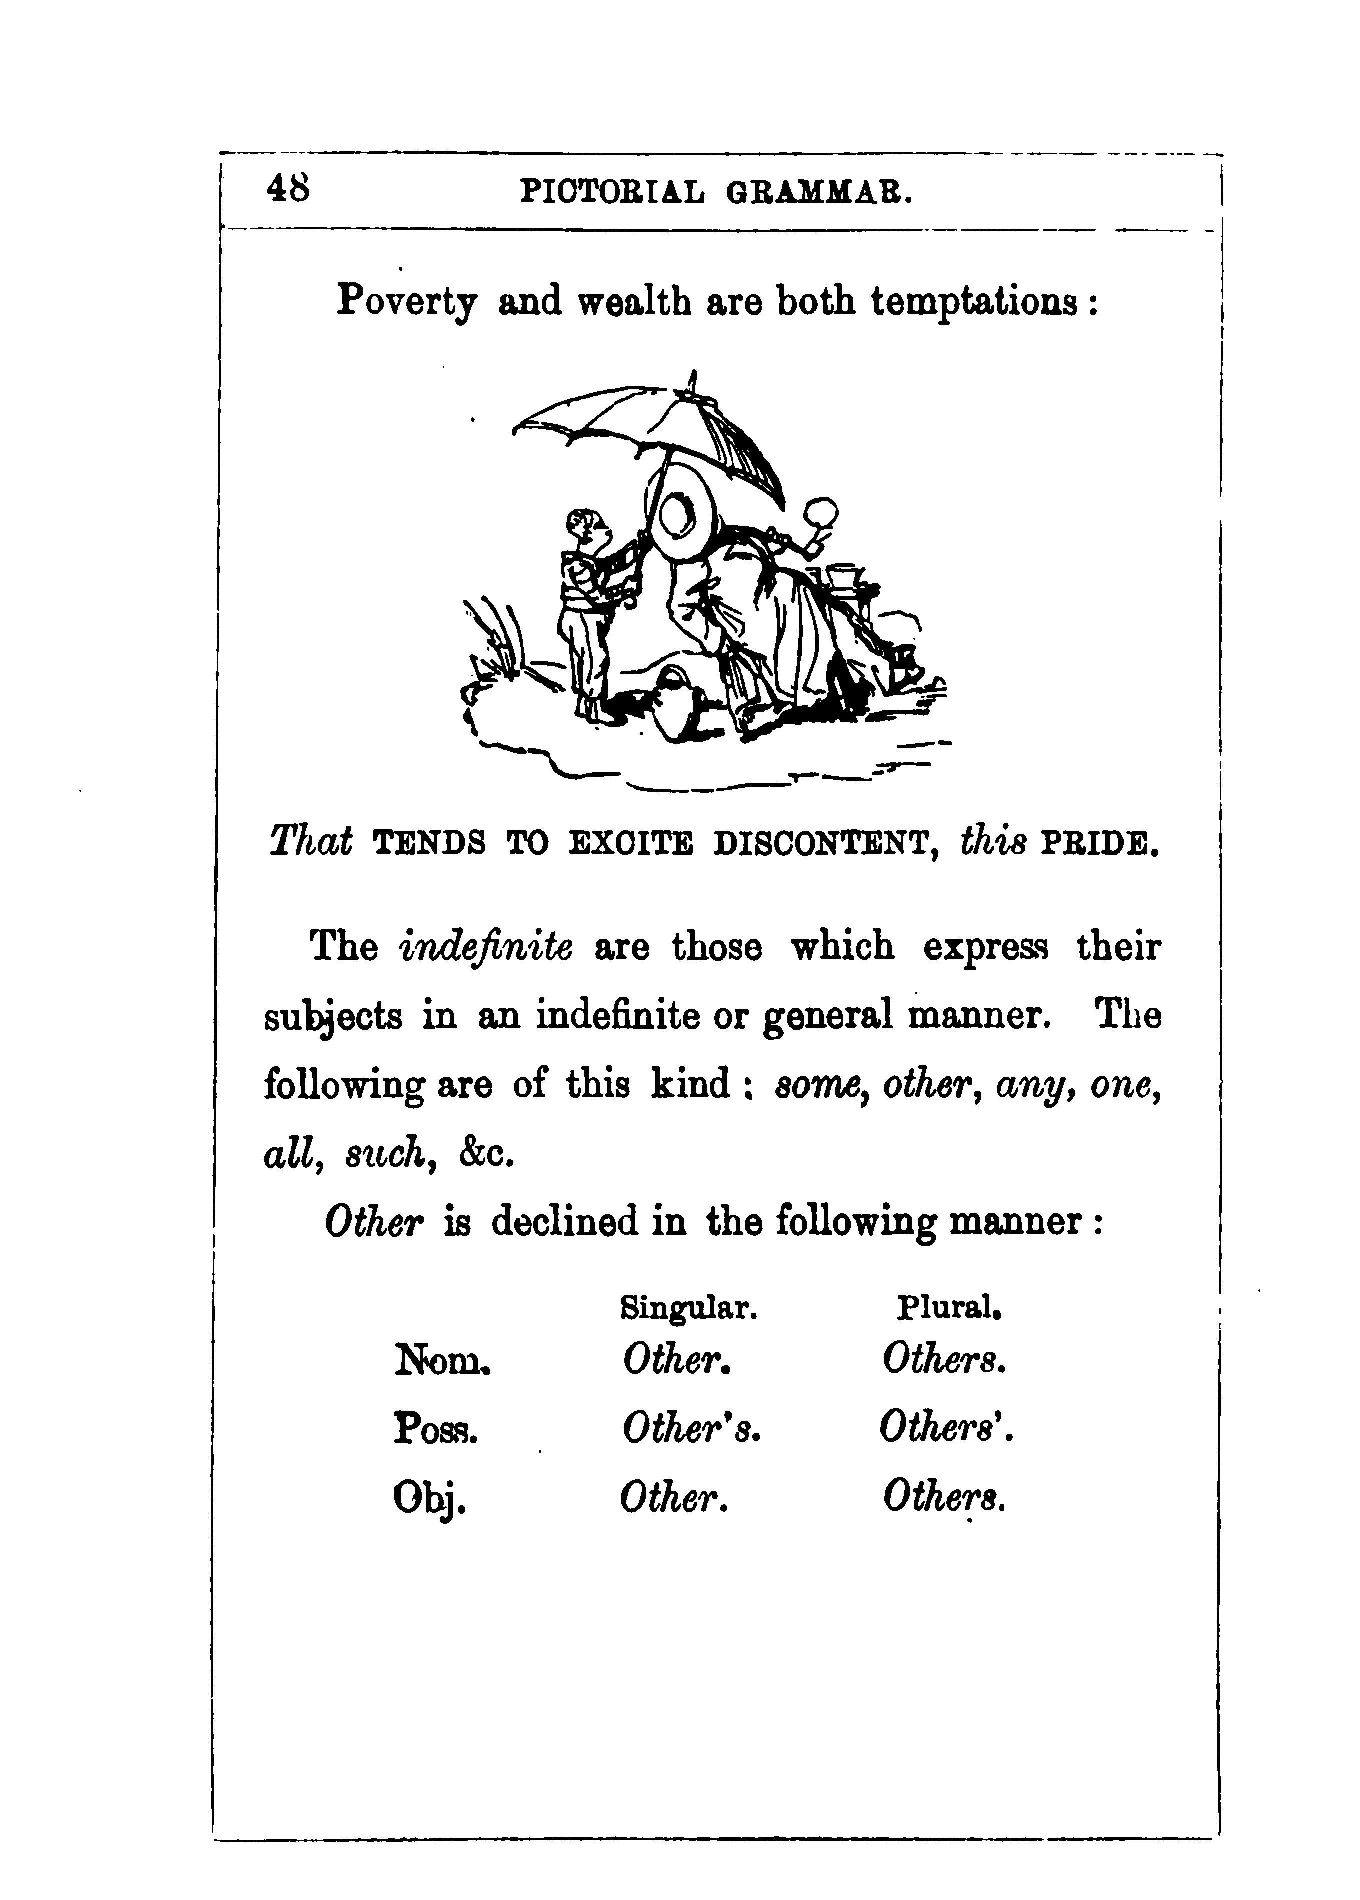 48 PICTORIAL GRAMMAR.
Poverty and wealth are both temptations :
That TENDS TO EXCITE DISCONTENT, this PRIDE.
The indefinite are those which express their
subjects in an indefinite or general manner. The
following are of this kind ; some, other, any, one,
all, such, &c.
Other is declined in the following manner :
Singular. Plural.
Nom. Other. Others.
Poss. Other's. Others'.
Obj. Other. Others.